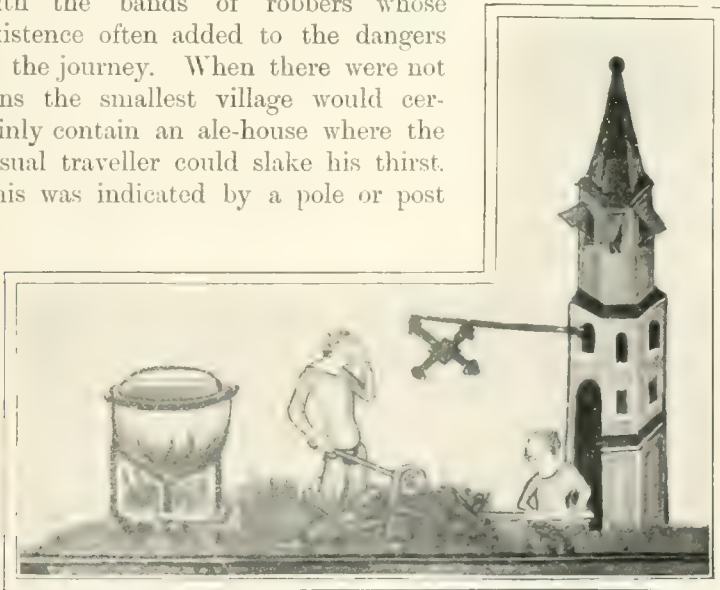 ith the bands of robbers whose
istence often added to the dangers
the journey. When there were not
ns the smallest village would cer-
inly contain an ale-house where the
sual traveller could slake his thirst.
his was indicated by a pole or post